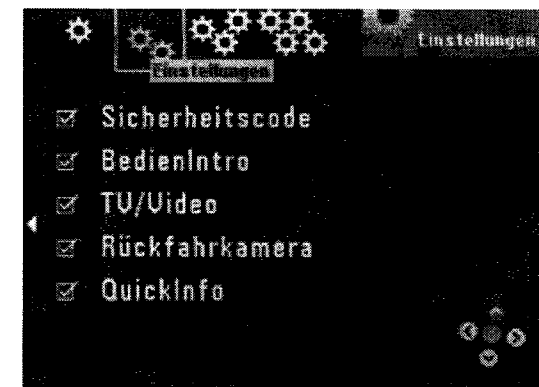 Einstellungen
Einstellungen
Sicherheitscode
BedienIntro
TV/Video
Rückfahrkamera
QuickInfo